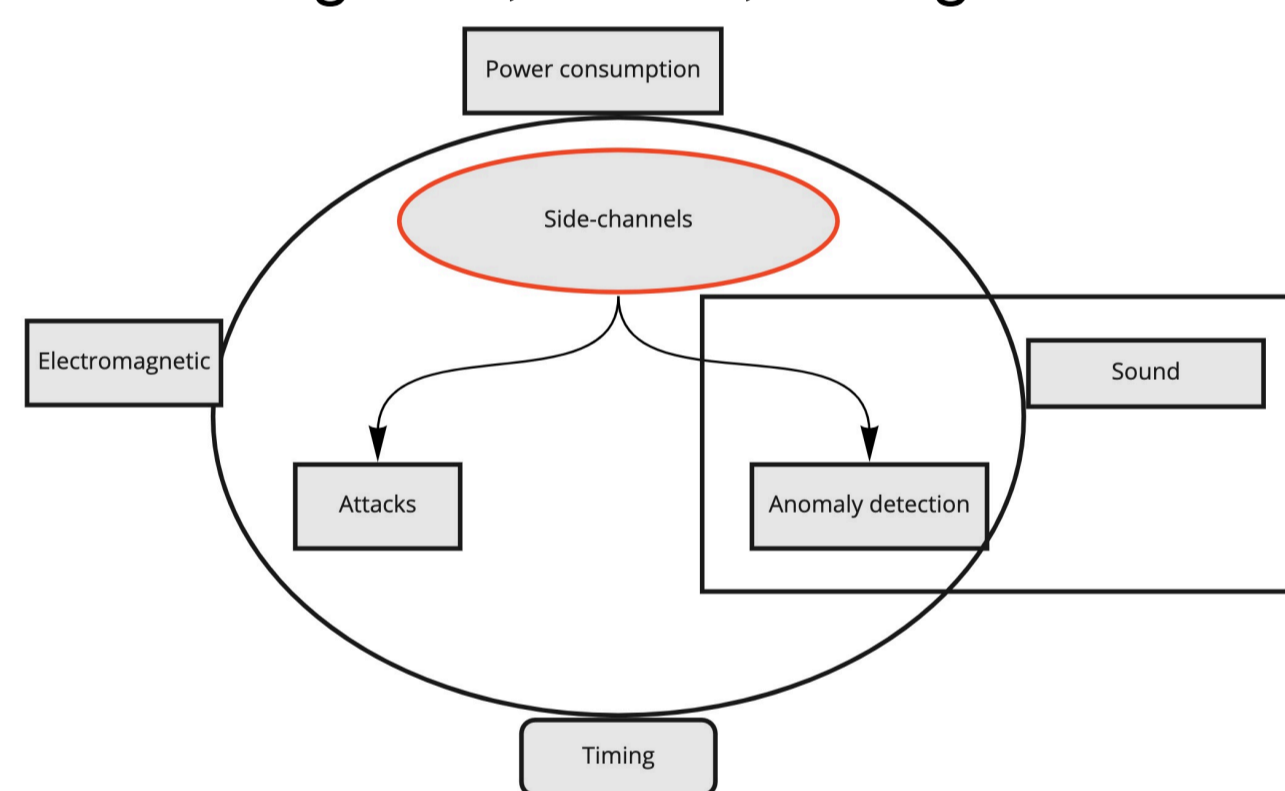 Power consumption
Side-channels
Electromagnetic
Sound
Attacks
Anomaly detection
Timing